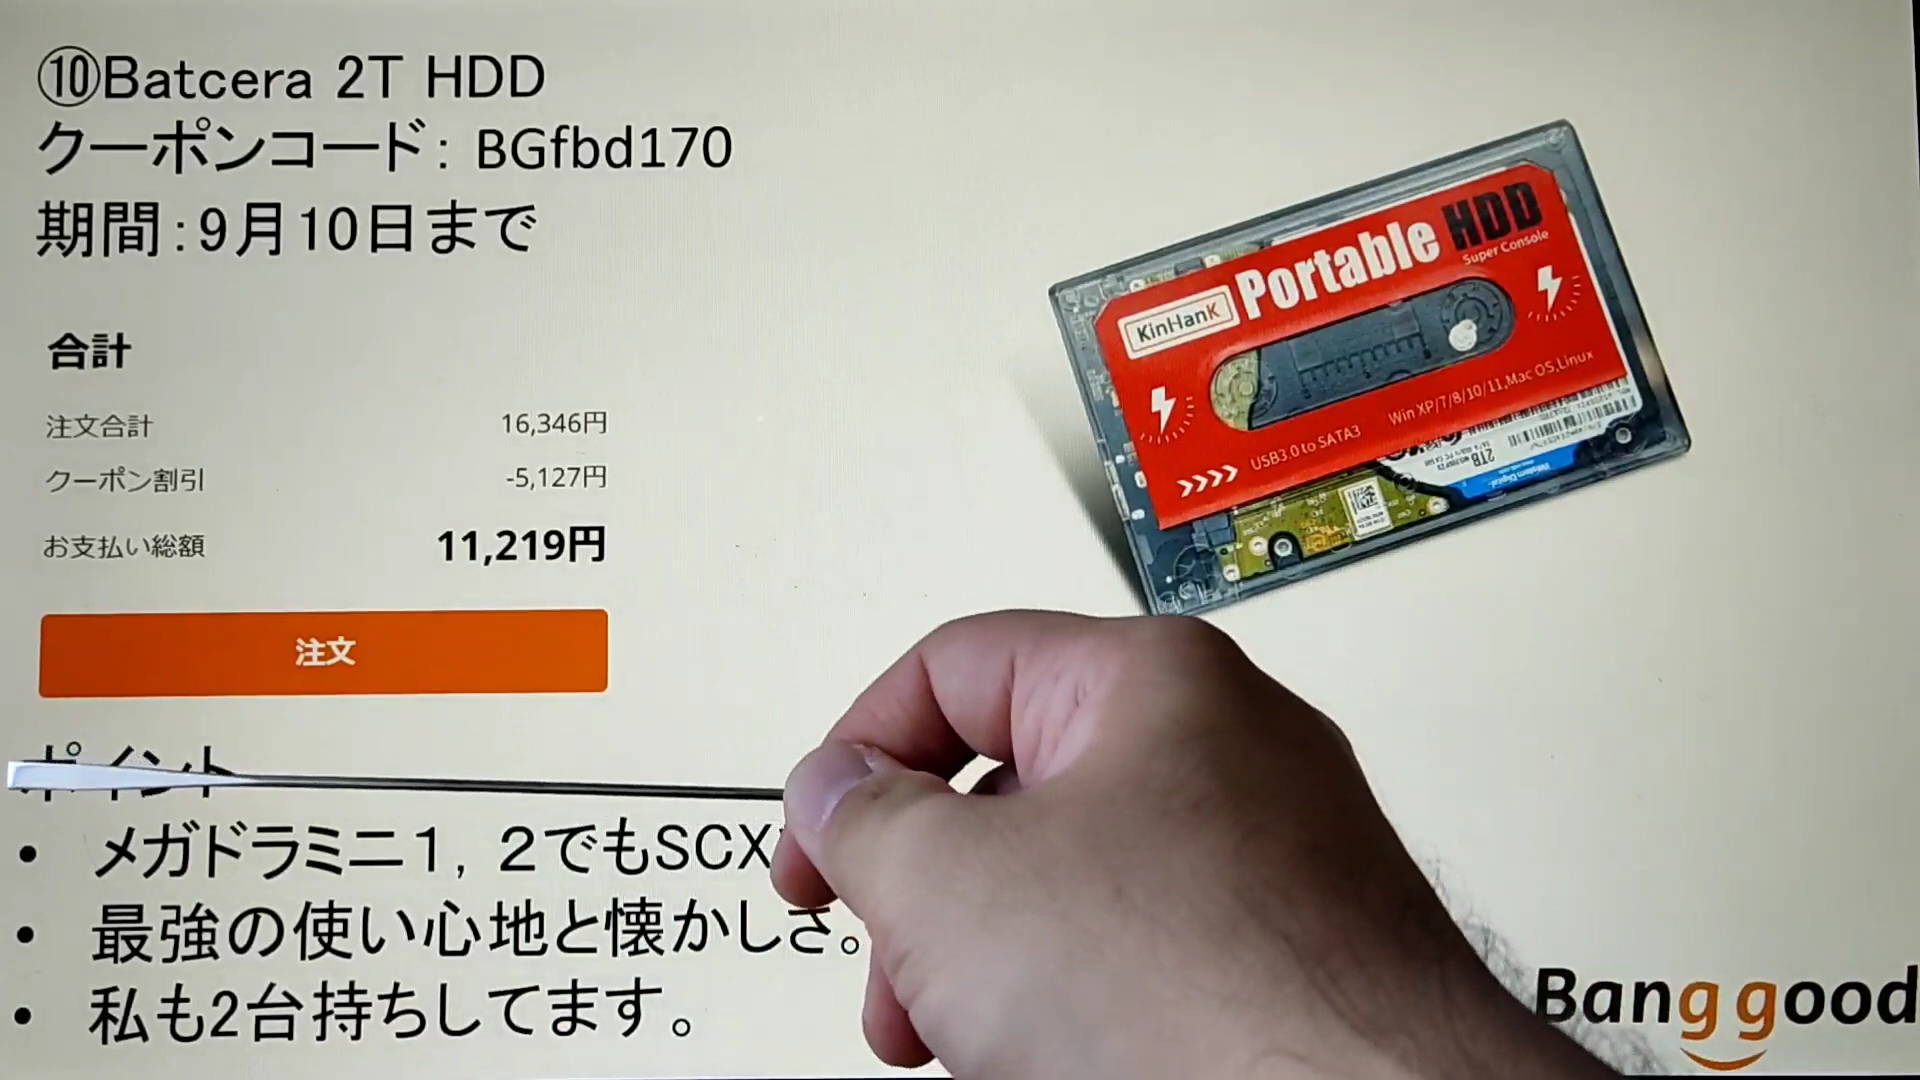 ⑩Batcera 2T HDD
クーポンコード： BGfbd170
期間：9月10日まで
合計
注文合計 16,346円
クーポン割引 -5,127円
お支払い総額 11,219円
注文
ポイント
• メガドラミニ１，２でもSCX
• 最強の使い心地と懐かしさ。
• 私も2台持ちしてます。
KinHanK Portable HDD
Super Console
Win XP/7/8/10/11,Mac OS,Linux
USB3.0 to SATA3
2TB
Western Digital
Banggood